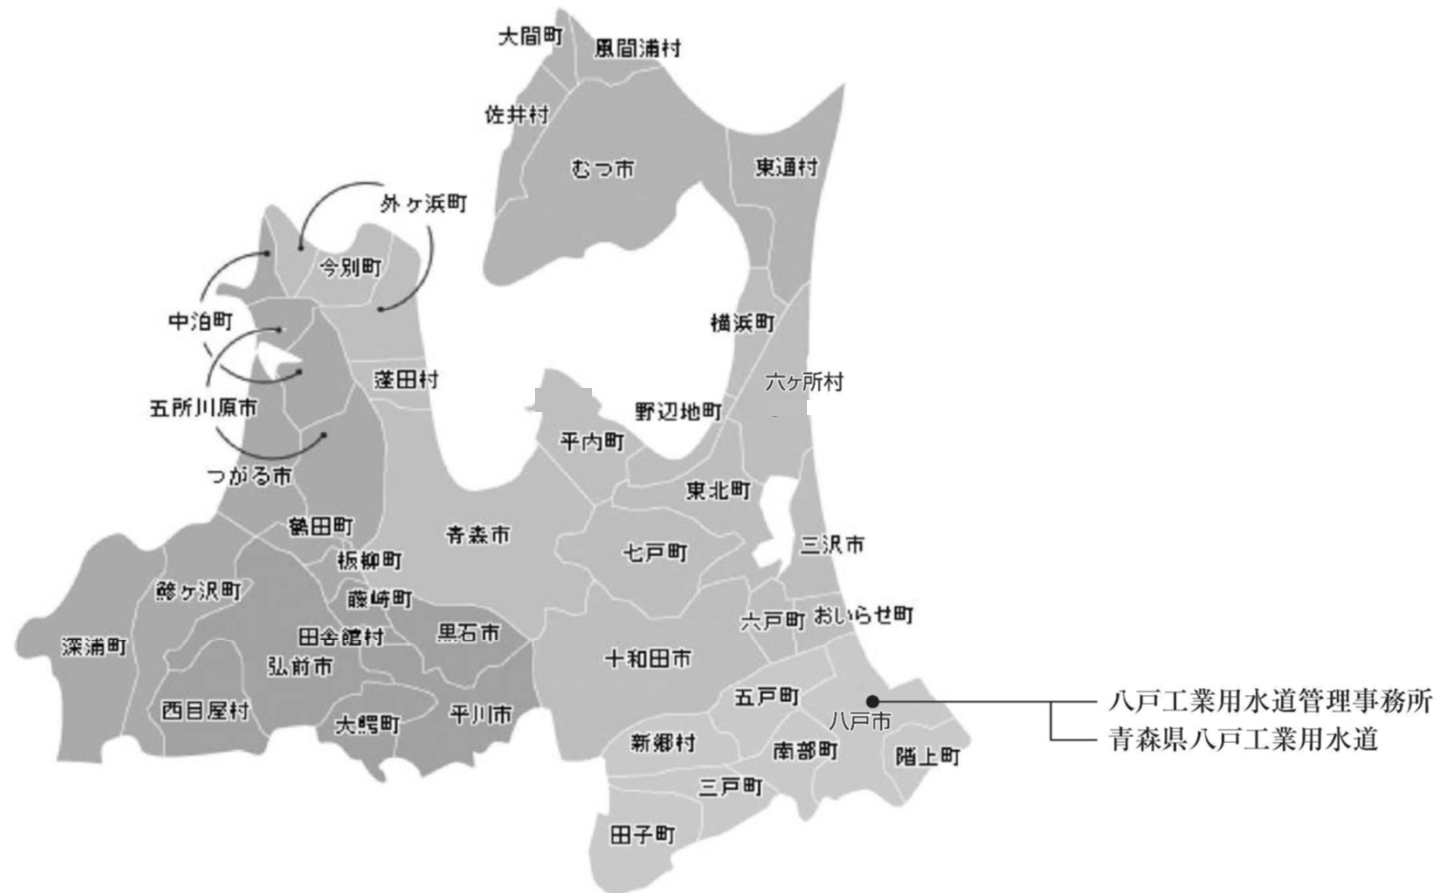 大間町
風間浦村
佐井村
むつ市
東通村
外ヶ浜町
今別町
中泊町
横浜町
蓬田村
六ヶ所村
五所川原市
野辺地町
平内町
つがる市
東北町
鶴田町
青森市
三沢市
七戸町
板柳町
鰺ヶ沢町
藤崎町
おいらせ町
六戸町
黒石市
田舎館村
深浦町
十和田市
弘前市
五戸町
八戸工業用水道管理事務所
西目屋村
平川市
八戸市
大鰐町
青森県八戸工業用水道
新郷村
南部町
階上町
三戸町
田子町